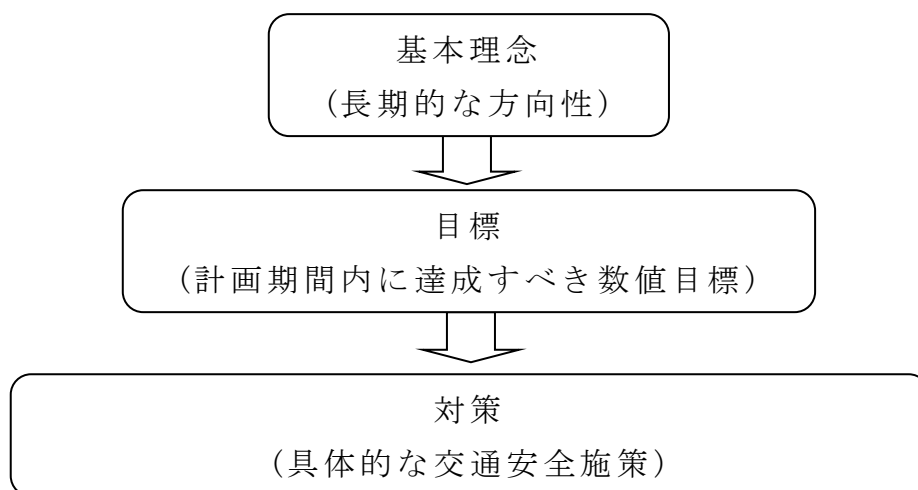 基本理念
(長期的な方向性)
目標
(計画期間内に達成すべき数値目標)
対策
(具体的な交通安全施策)